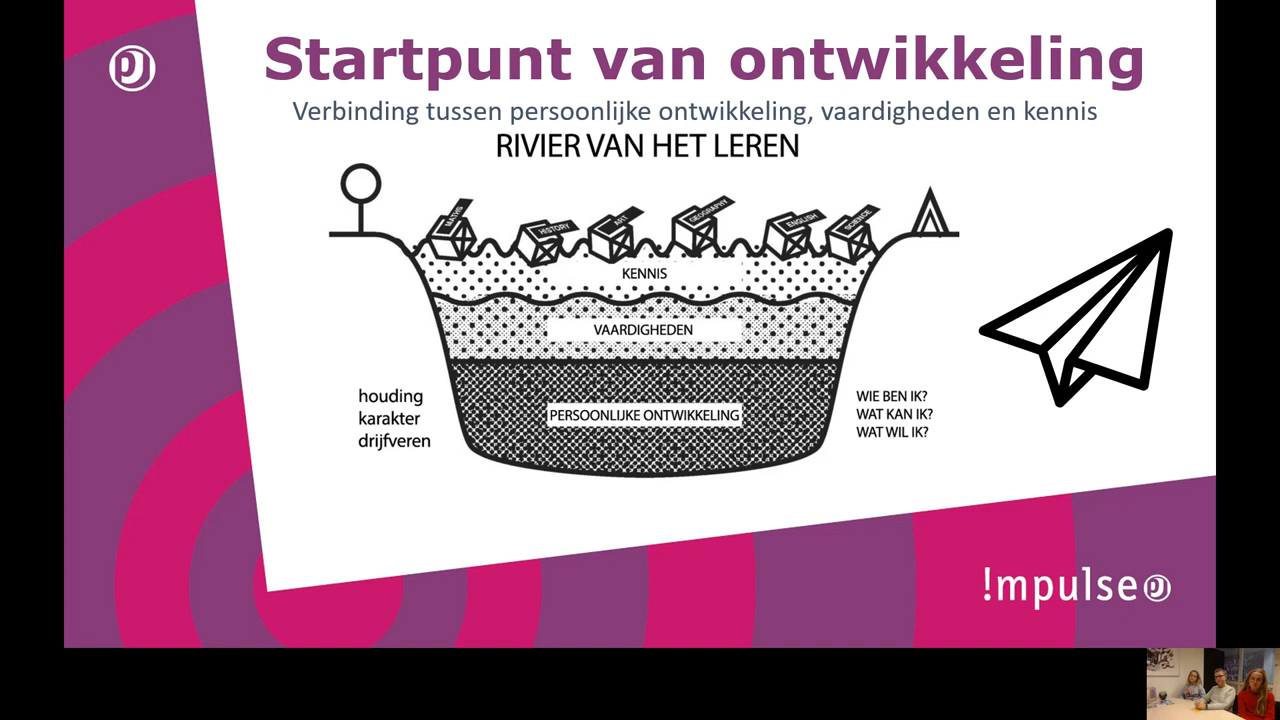 Startpunt van ontwikkeling
Verbinding tussen persoonlijke ontwikkeling, vaardigheden en kennis
RIVIER VAN HET LEREN
MATHS
HISTORY
ART
GEOGRAPHY
ENGLISH
SCIENCE
KENNIS
VAARDIGHEDEN
PERSOONLIJKE ONTWIKKELING
houding
karakter
drijfveren
WIE BEN IK?
WAT KAN IK?
WAT WIL IK?
!mpulse